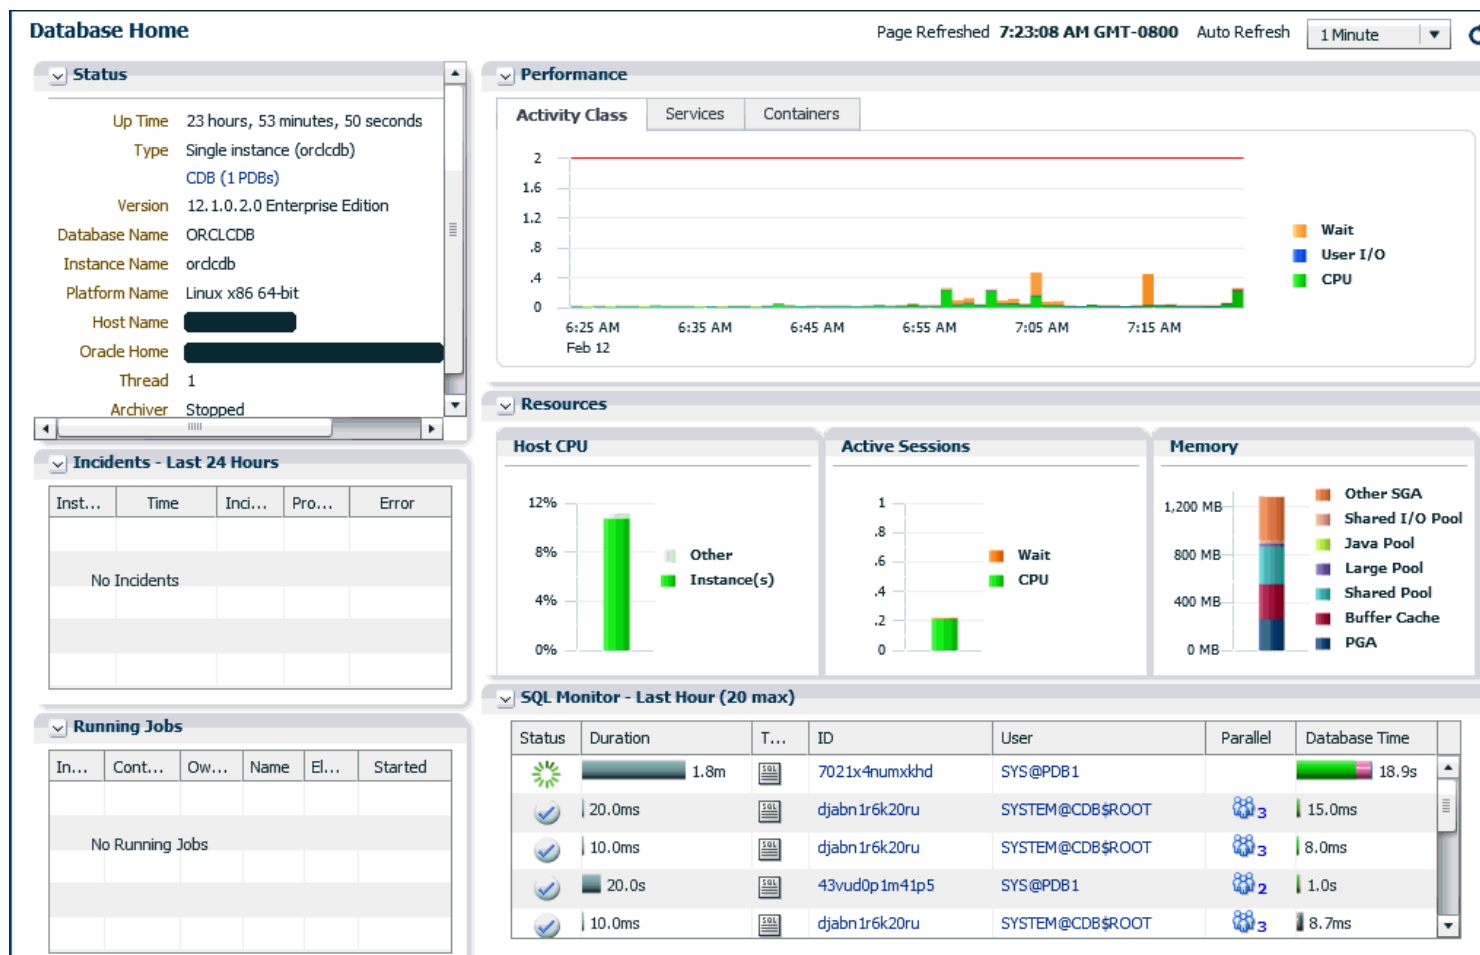 Database Home
Page Refreshed 7:23:08 AM GMT-0800 Auto Refresh 1 Minute
Status
Up Time 23 hours, 53 minutes, 50 seconds
Type Single instance (orclcdb)
CDB (1 PDBs)
Version 12.1.0.2.0 Enterprise Edition
Database Name ORCLCDB
Instance Name orclcdb
Platform Name Linux x86 64-bit
Host Name
Oracle Home
Thread 1
Archiver Stopped
Incidents - Last 24 Hours
Inst... Time Inci... Pro... Error
No Incidents
Running Jobs
In... Cont... Ow... Name El... Started
No Running Jobs
Performance
Activity Class Services Containers
2
1.6
1.2
.8
.4
0
6:25 AM 6:35 AM 6:45 AM 6:55 AM 7:05 AM 7:15 AM
Feb 12
Wait
User I/O
CPU
Resources
Host CPU
12%
8%
4%
0%
Other
Instance(s)
Active Sessions
1
.8
.6
.4
.2
0
Wait
CPU
Memory
1,200 MB
800 MB
400 MB
0 MB
Other SGA
Shared I/O Pool
Java Pool
Large Pool
Shared Pool
Buffer Cache
PGA
SQL Monitor - Last Hour (20 max)
Status Duration T... ID User Parallel Database Time
1.8m SQL 7021x4numxkhd SYS@PDB1 18.9s
20.0ms SQL djabn1r6k20ru SYSTEM@CDB$ROOT 3 15.0ms
10.0ms SQL djabn1r6k20ru SYSTEM@CDB$ROOT 3 8.0ms
20.0s SQL 43vud0p1m41p5 SYS@PDB1 2 1.0s
10.0ms SQL djabn1r6k20ru SYSTEM@CDB$ROOT 3 8.7ms